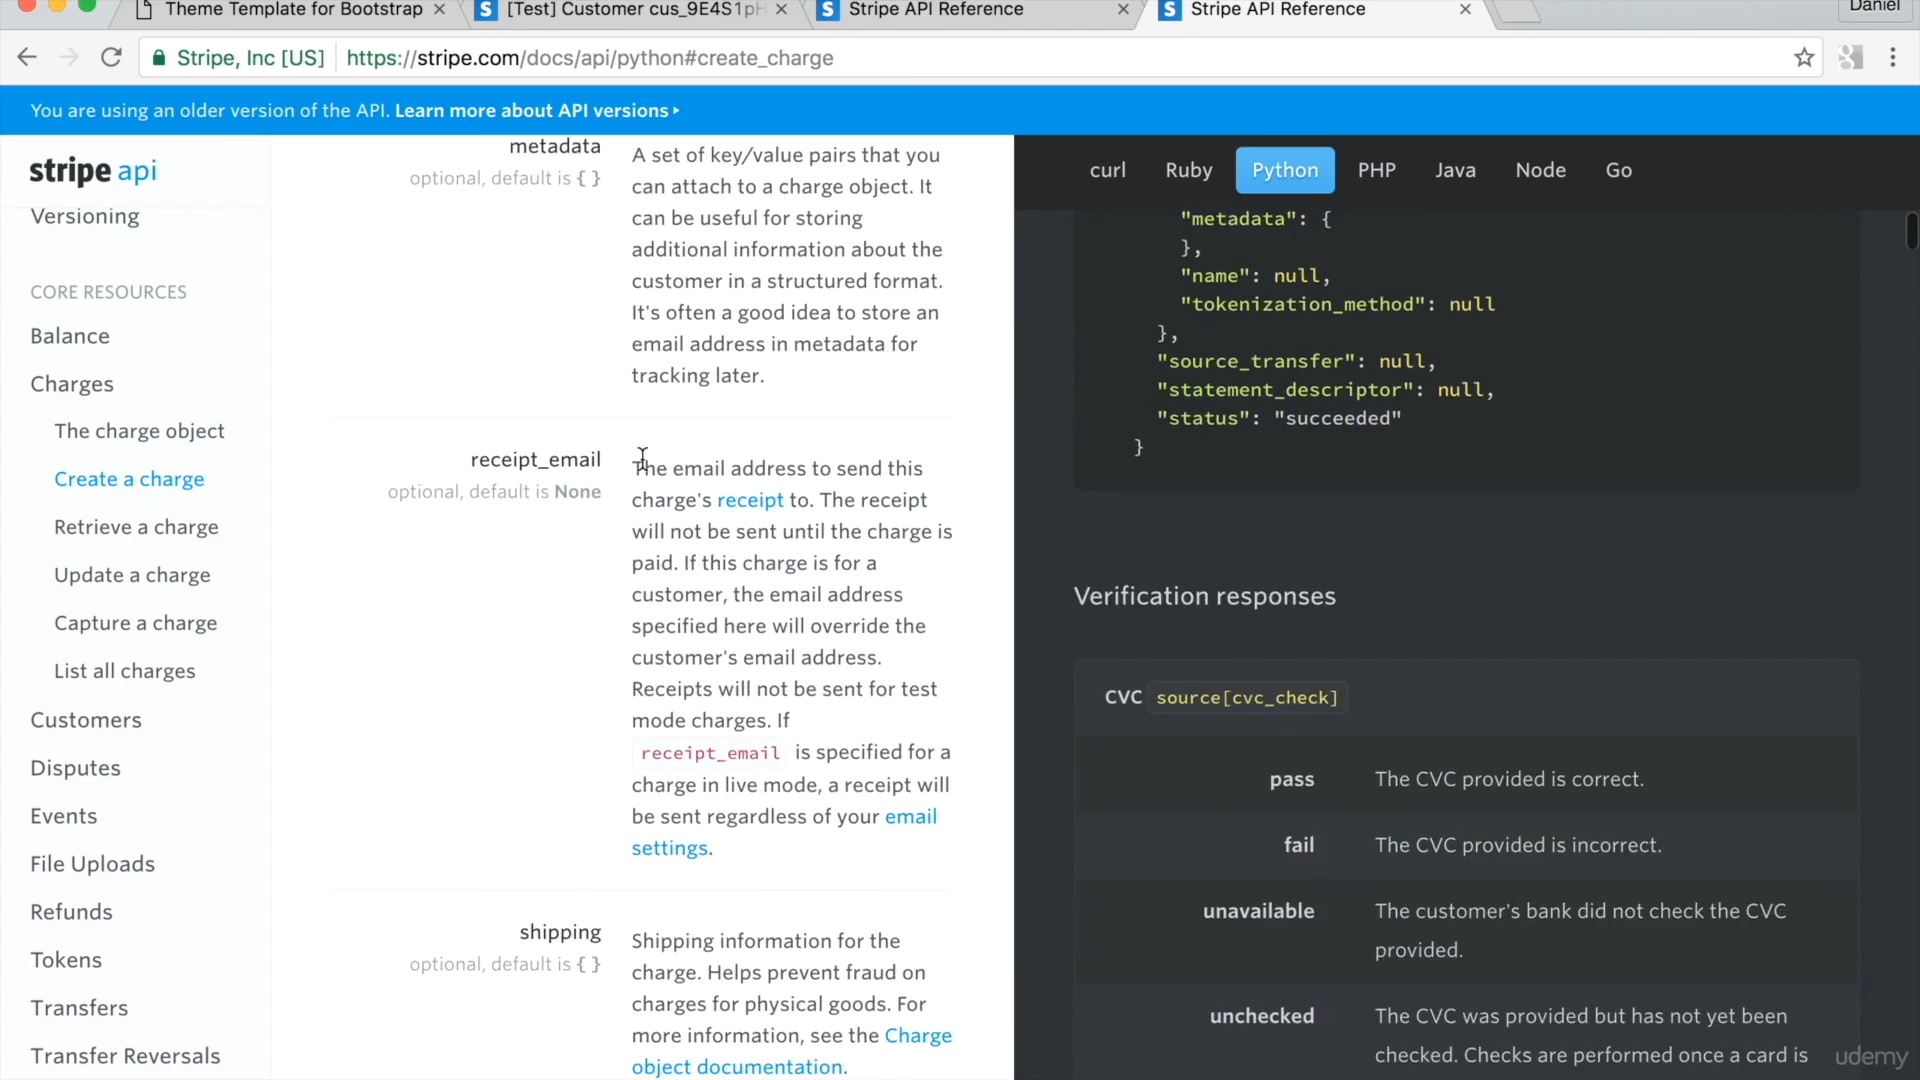 Theme Template for Bootstrap
[Test] Customer cus_9E4S1pH
Stripe API Reference
Stripe API Reference
Daniel
Stripe, Inc [US]
https://stripe.com/docs/api/python#create_charge
You are using an older version of the API. Learn more about API versions
stripe api
Versioning
CORE RESOURCES
Balance
Charges
The charge object
Create a charge
Retrieve a charge
Update a charge
Capture a charge
List all charges
Customers
Disputes
Events
File Uploads
Refunds
Tokens
Transfers
Transfer Reversals
metadata
optional, default is { }
A set of key/value pairs that you
can attach to a charge object. It
can be useful for storing
additional information about the
customer in a structured format.
It's often a good idea to store an
email address in metadata for
tracking later.
receipt_email
optional, default is None
The email address to send this
charge's receipt to. The receipt
will not be sent until the charge is
paid. If this charge is for a
customer, the email address
specified here will override the
customer's email address.
Receipts will not be sent for test
mode charges. If
receipt_email is specified for a
charge in live mode, a receipt will
be sent regardless of your email
settings.
shipping
optional, default is { }
Shipping information for the
charge. Helps prevent fraud on
charges for physical goods. For
more information, see the Charge
object documentation.
curl
Ruby
Python
PHP
Java
Node
Go
"metadata": {
},
"name": null,
"tokenization_method": null
},
"source_transfer": null,
"statement_descriptor": null,
"status": "succeeded"
}
Verification responses
CVC source[cvc_check]
pass
The CVC provided is correct.
fail
The CVC provided is incorrect.
unavailable
The customer's bank did not check the CVC
provided.
unchecked
The CVC was provided but has not yet been
checked. Checks are performed once a card is
udemy